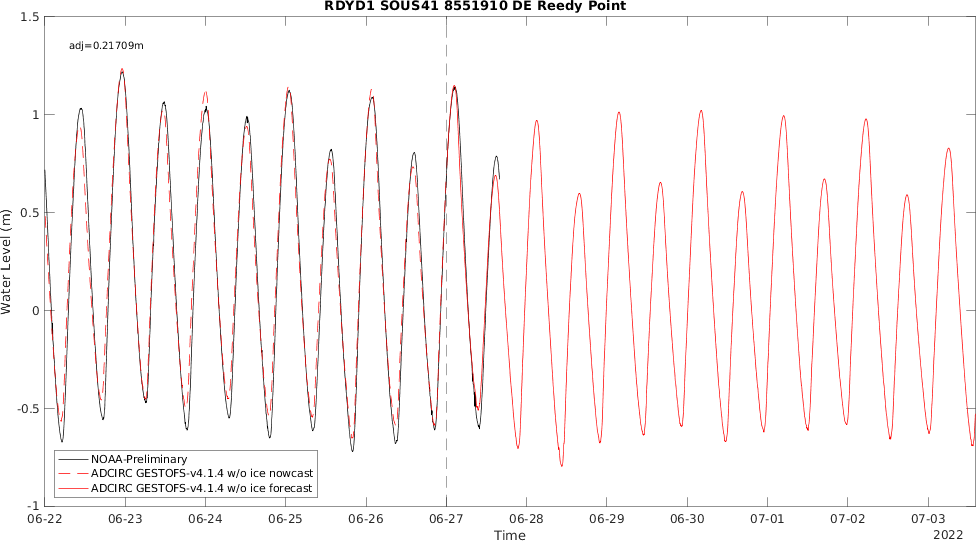 RDYD1 SOUS41 8551910 DE Reedy Point
1.5
adj=0.21709m
1
0.5
0
-0.5
-1
Water Level (m)
NOAA-Preliminary
ADCIRC GESTOFS-v4.1.4 w/o ice nowcast
ADCIRC GESTOFS-v4.1.4 w/o ice forecast
06-22 06-23 06-24 06-25 06-26 06-27 06-28 06-29 06-30 07-01 07-02 07-03
Time
2022